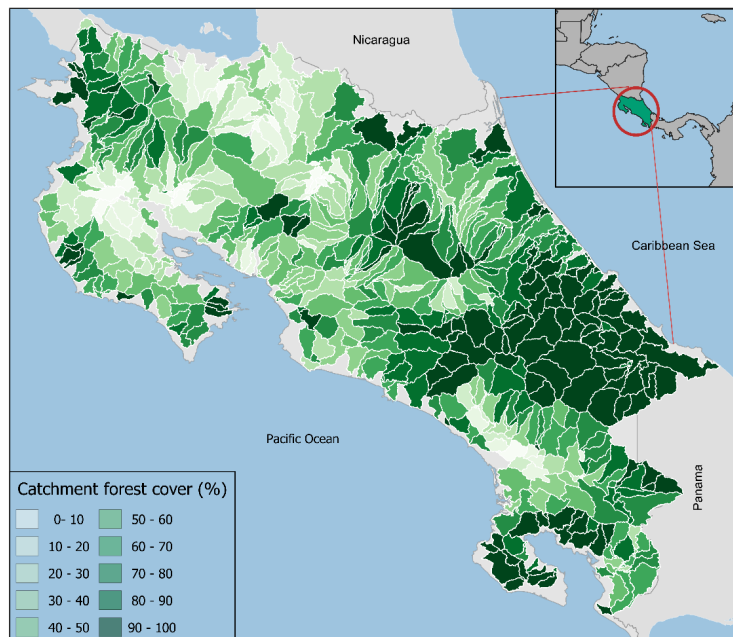 Nicaragua
Caribbean Sea
Pacific Ocean
Panama
Catchment forest cover (%)
0- 10
50 - 60
10 - 20
60 - 70
20 - 30
70 - 80
30 - 40
80 - 90
40 - 50
90 - 100